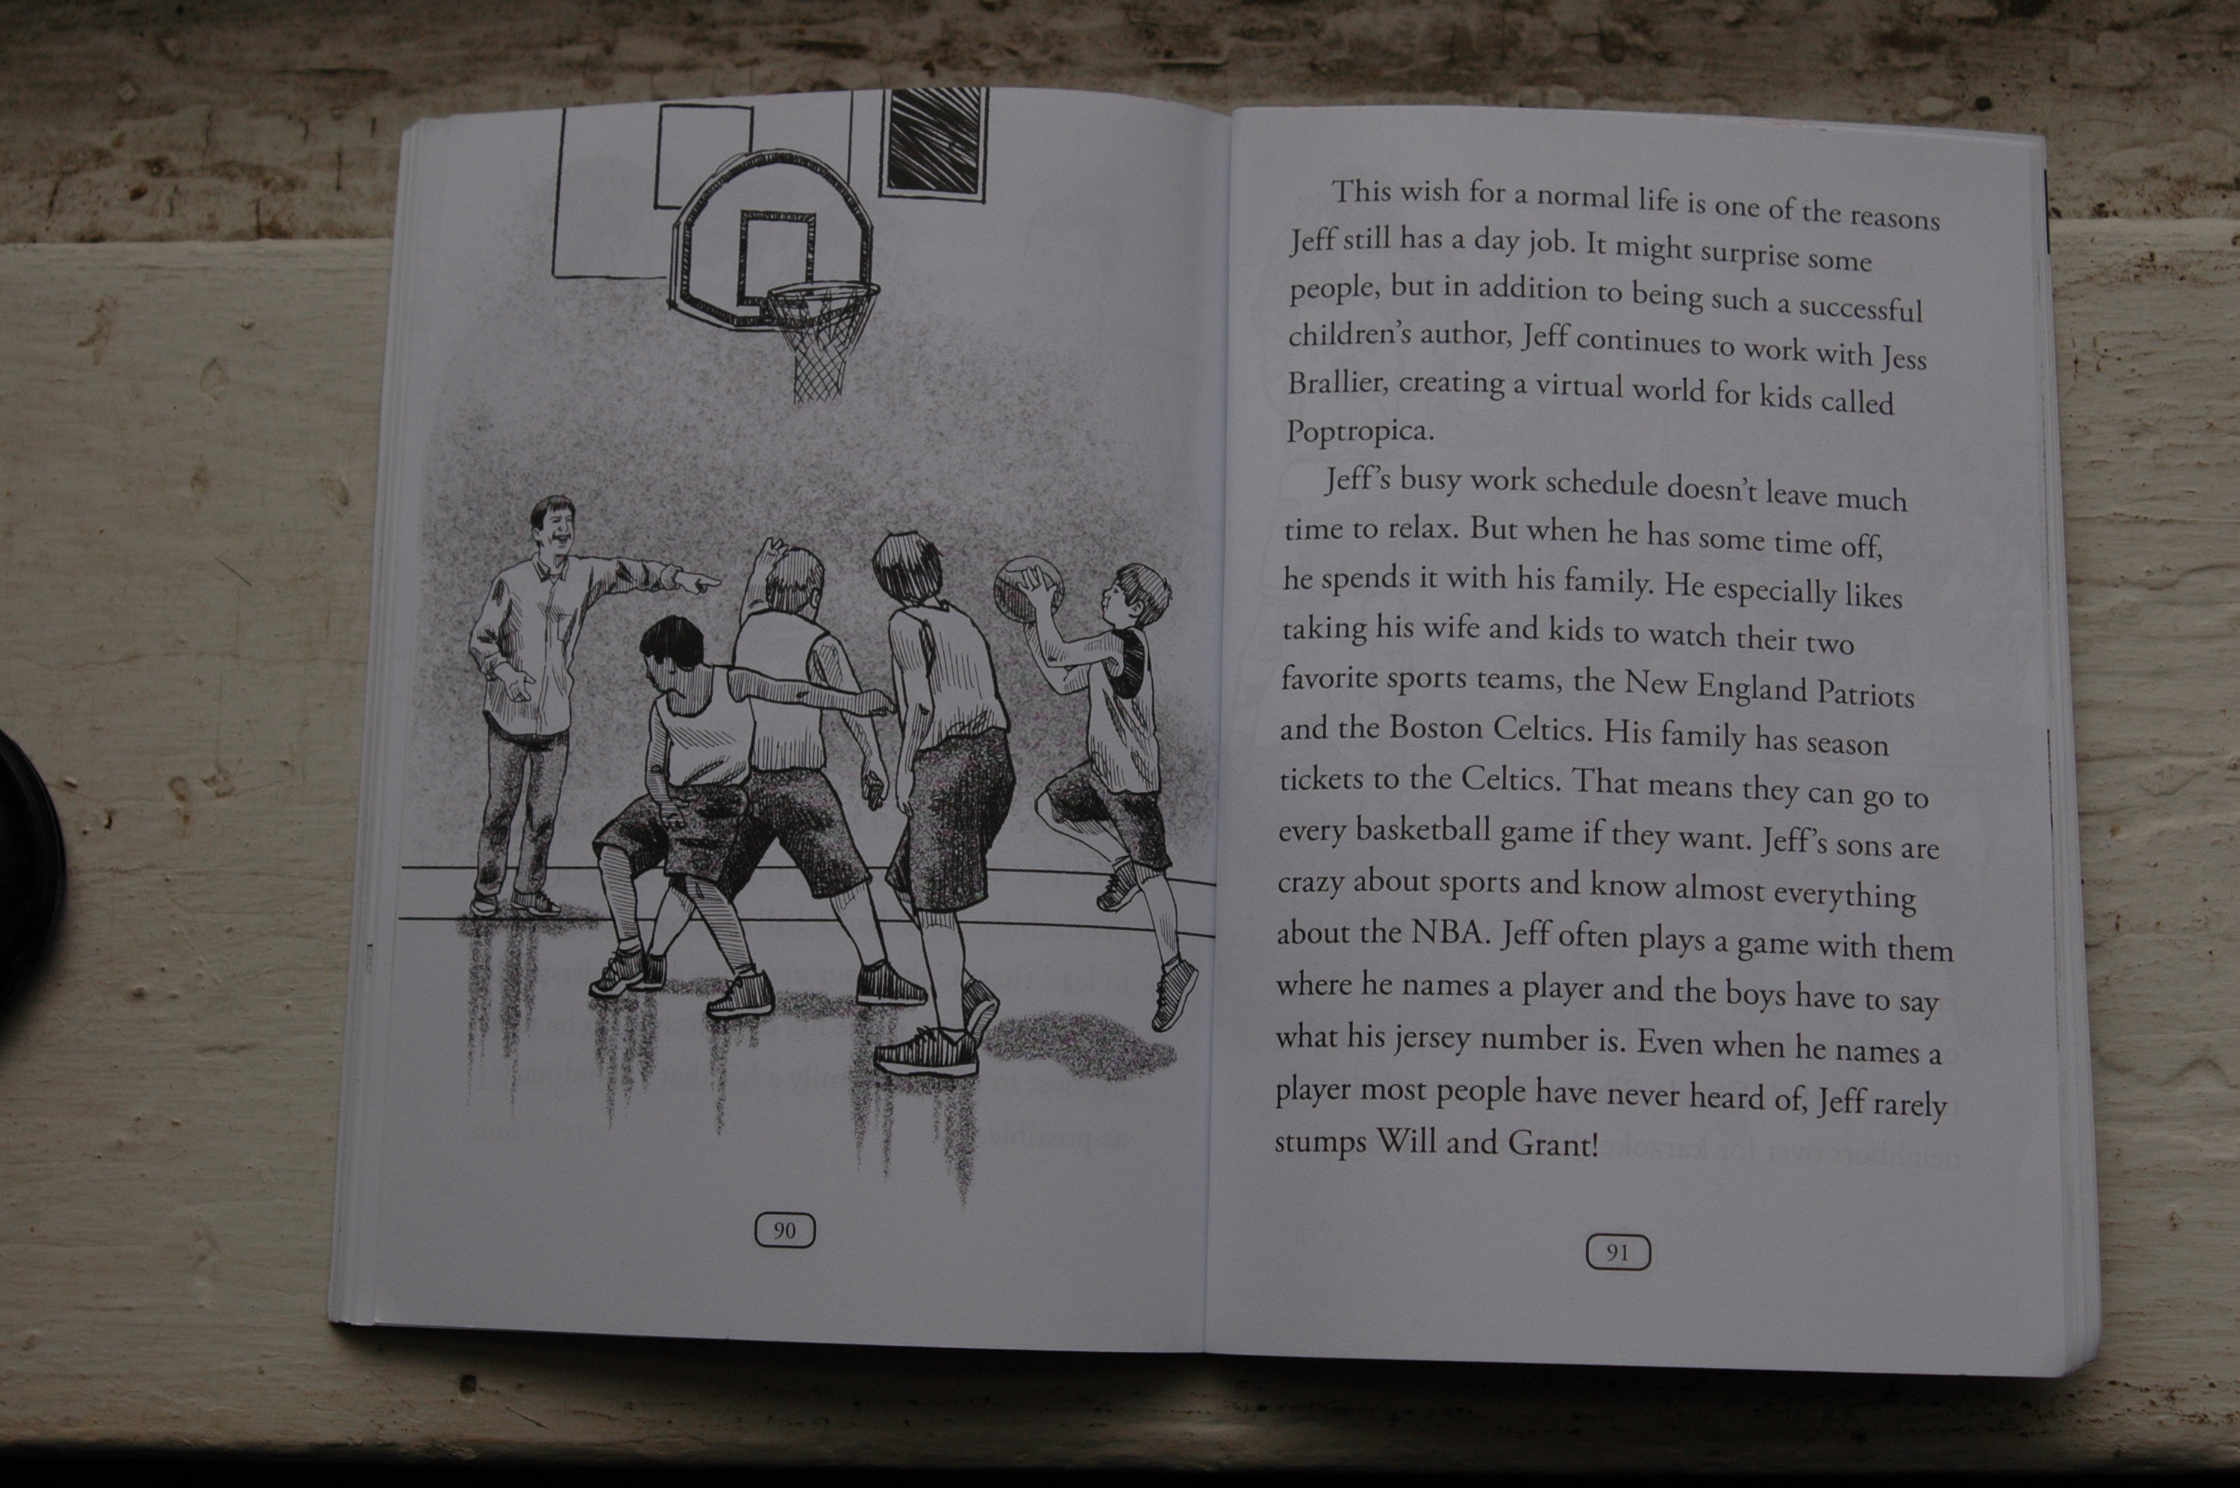 90
This wish for a normal life is one of the reasons
Jeff still has a day job. It might surprise some
people, but in addition to being such a successful
children's author, Jeff continues to work with Jess
Brallier, creating a virtual world for kids called
Poptropica.
Jeff's busy work schedule doesn't leave much
time to relax. But when he has some time off,
he spends it with his family. He especially likes
taking his wife and kids to watch their two
favorite sports teams, the New England Patriots
and the Boston Celtics. His family has season
tickets to the Celtics. That means they can go to
every basketball game if they want. Jeff's sons are
crazy about sports and know almost everything
about the NBA. Jeff often plays a game with them
where he names a player and the boys have to say
what his jersey number is. Even when he names a
player most people have never heard of, Jeff rarely
stumps Will and Grant!
91